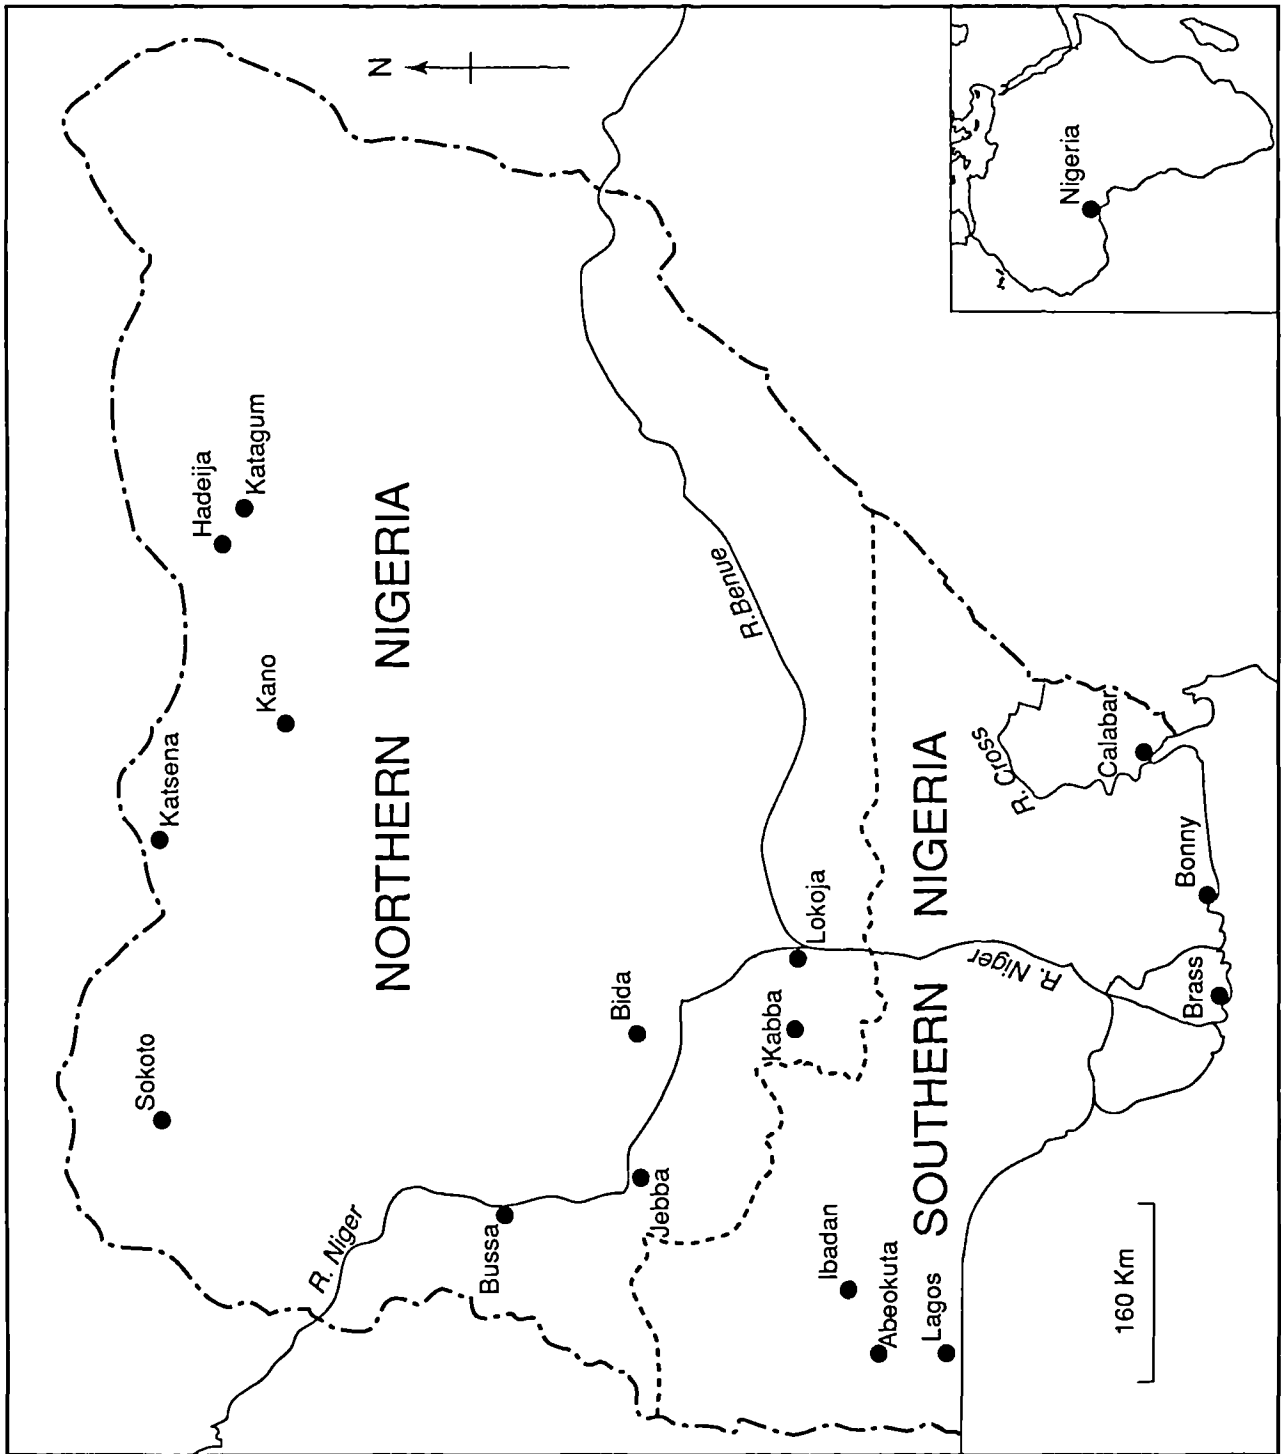 N
Nigeria
Sokoto
Katsena
Hadeija
Katagum
Kano
NORTHERN NIGERIA
R. Niger
Bussa
Bida
R.Benue
Jebba
Kabba
Lokoja
Ibadan
Abeokuta
Lagos
SOUTHERN NIGERIA
R. Niger
R. Cross
Calabar
Bonny
Brass
160 Km